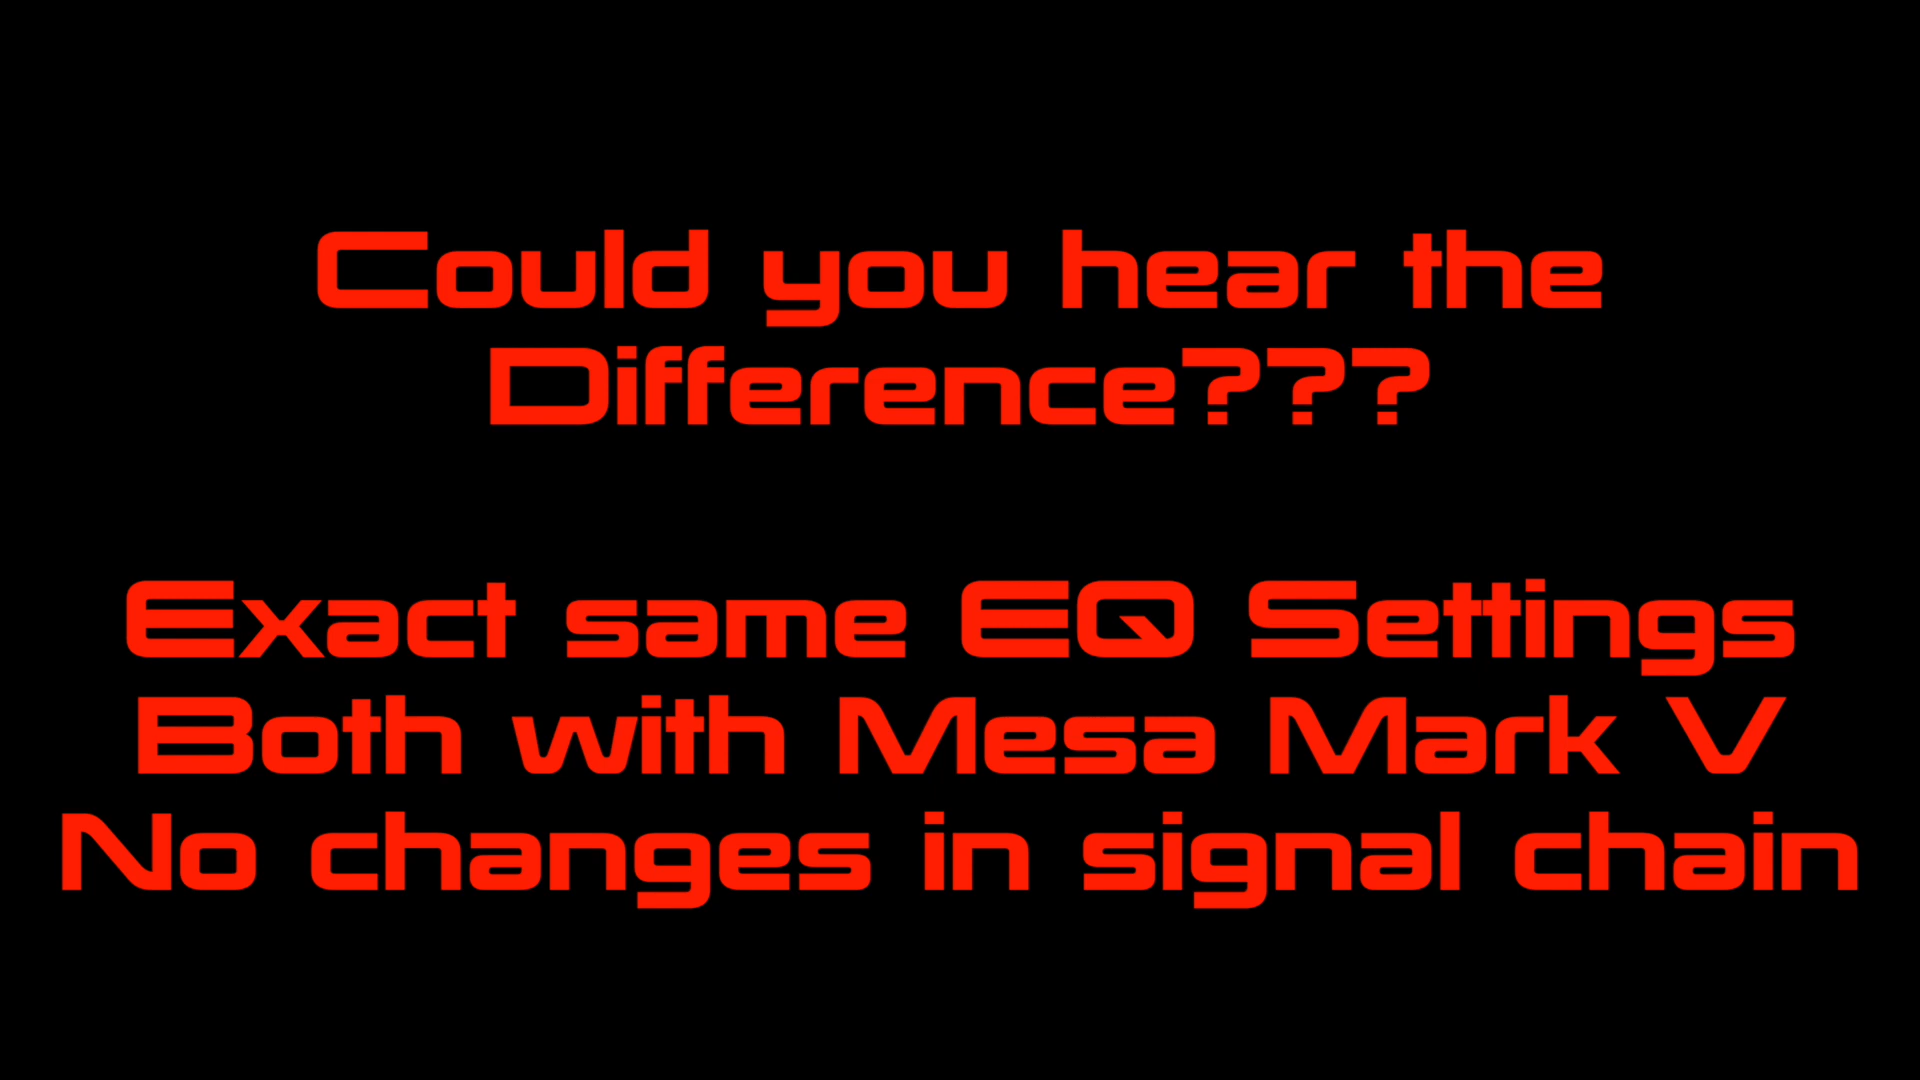 Could you hear the
Difference???
Exact same EQ Settings
Both with Mesa Mark V
No changes in signal chain